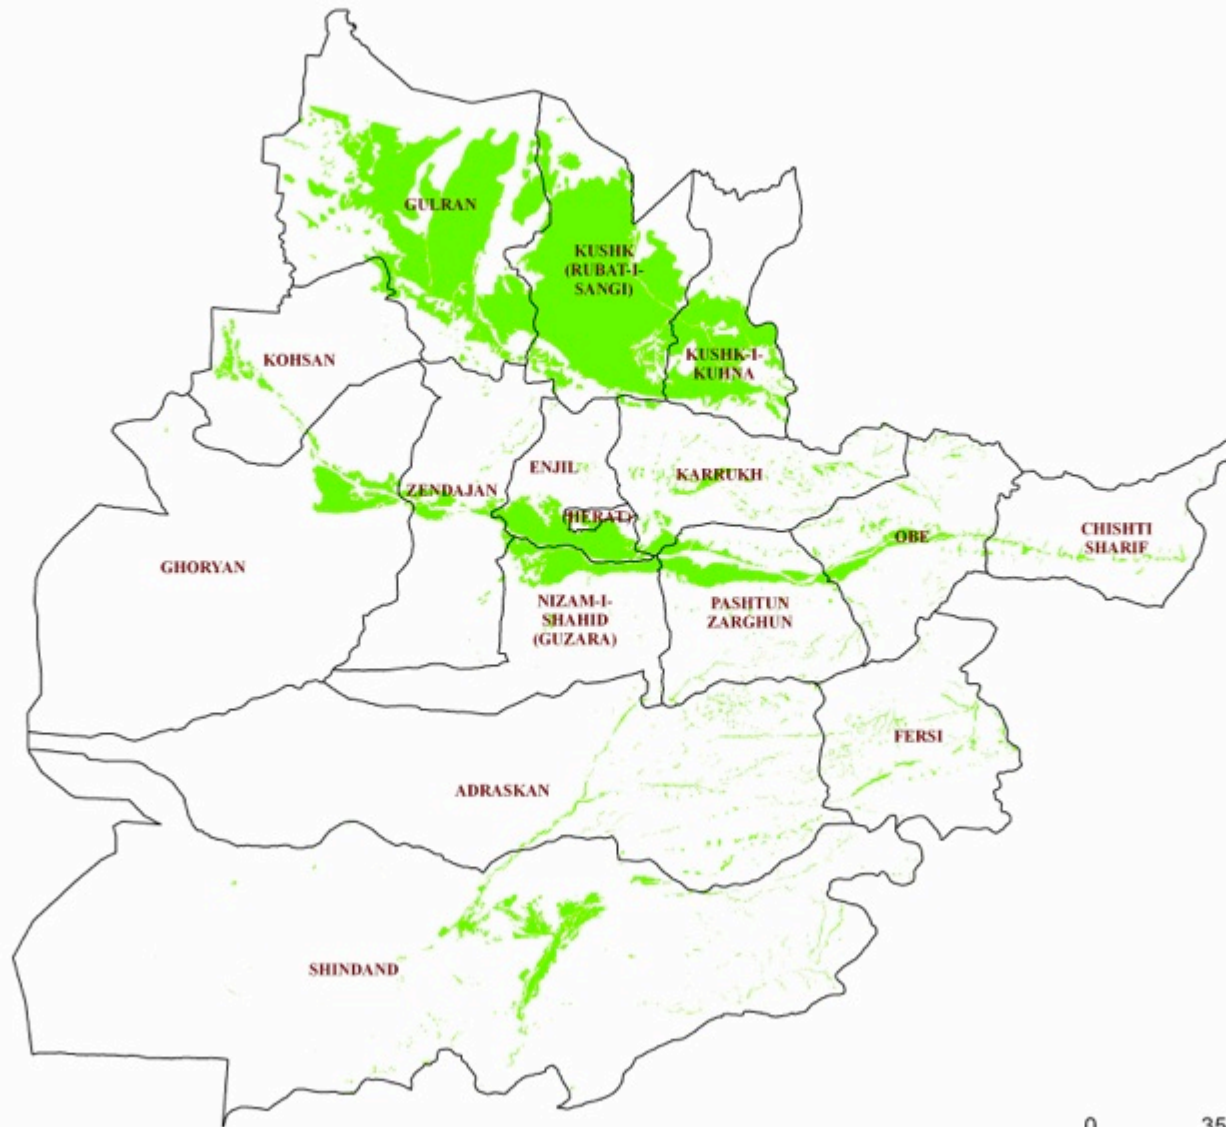 GULRAN
KUSHK
(RUBAT-I-
SANGI)
KOHSAN
KUSHK-I-
KUHNA
ENJIL
KARRUKH
ZENDAJAN
(HERAT)
CHISHTI
SHARIF
OBE
GHORYAN
NIZAM-I-
SHAHID
(GUZARA)
PASHTUN
ZARGHUN
FERSI
ADRASKAN
SHINDAND
0 35